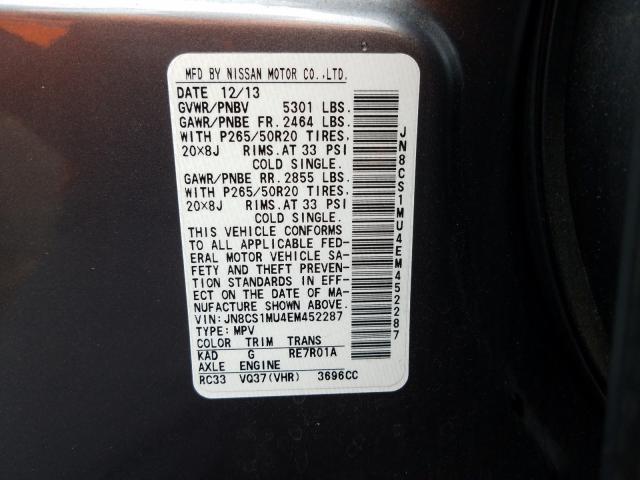 MFD BY NISSAN MOTOR CO.,LTD.
DATE 12/13
GVWR/PNBV 5301 LBS.
GAWR/PNBE FR. 2464 LBS.
WITH P265/50R20 TIRES,
20×8J RIMS.AT 33 PSI
COLD SINGLE.
GAWR/PNBE RR. 2855 LBS.
WITH P265/50R20 TIRES,
20×8J RIMS.AT 33 PSI
COLD SINGLE.
THIS VEHICLE CONFORMS
TO ALL APPLICABLE FED-
ERAL MOTOR VEHICLE SA-
FETY AND THEFT PREVEN-
TION STANDARDS IN EFF-
ECT ON THE DATE OF MA-
NUFACTURE SHOWN ABOVE.
VIN:JN8CS1MU4EM452287
TYPE:MPV
COLOR TRIM TRANS
KAD G RE7R01A
AXLE ENGINE
RC33 VQ37(VHR) 3696CC
JN8CS1MU4EM452287